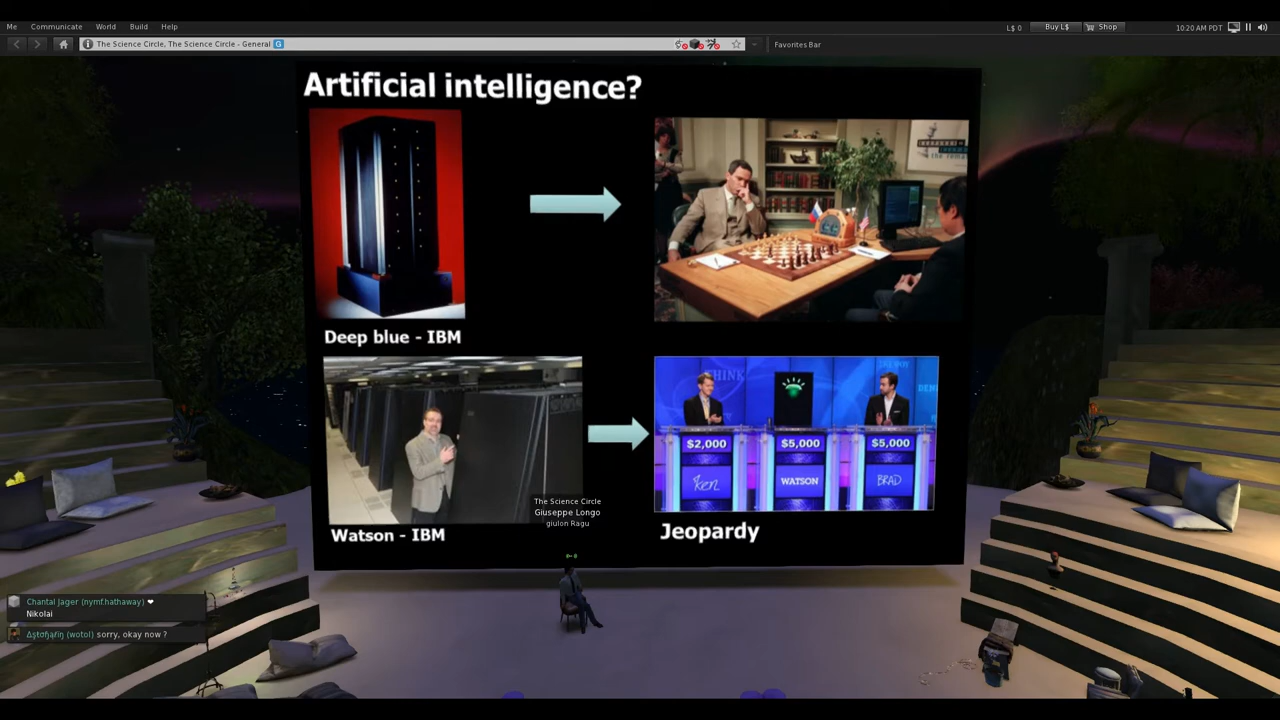 Me Communicate World Build Help
L$ 0 Buy L$ Shop 10:20 AM PDT
The Science Circle, The Science Circle - General G
Favorites Bar
Artificial intelligence?
Deep blue - IBM
THINK
$2,000 $5,000 $5,000
Ken WATSON BRAD
Watson - IBM
Jeopardy
The Science Circle
Giuseppe Longo
giulon Ragu
Chantal Jager (nymf.hathaway) ❤
Nikolai
(wotol) sorry, okay now ?